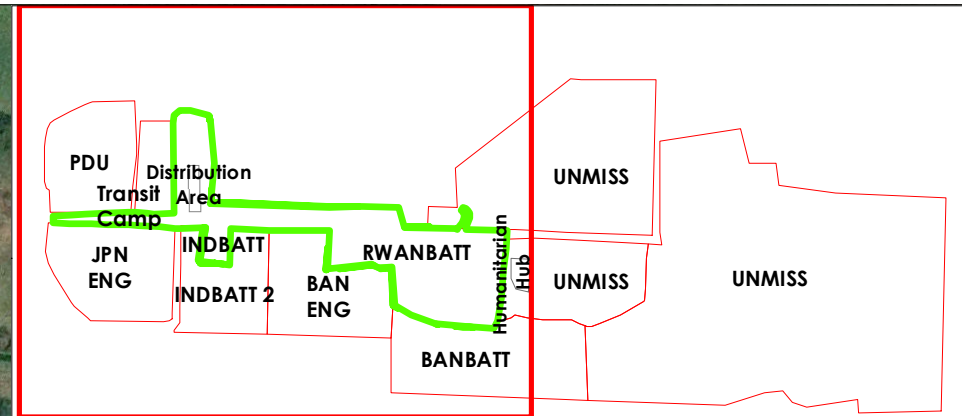 PDU
Distribution
Area
Transit
Camp
JPN
ENG
INDBATT
INDBATT 2
BAN
ENG
RWANBATT
Humanitarian
Hub
BANBATT
UNMISS
UNMISS
UNMISS